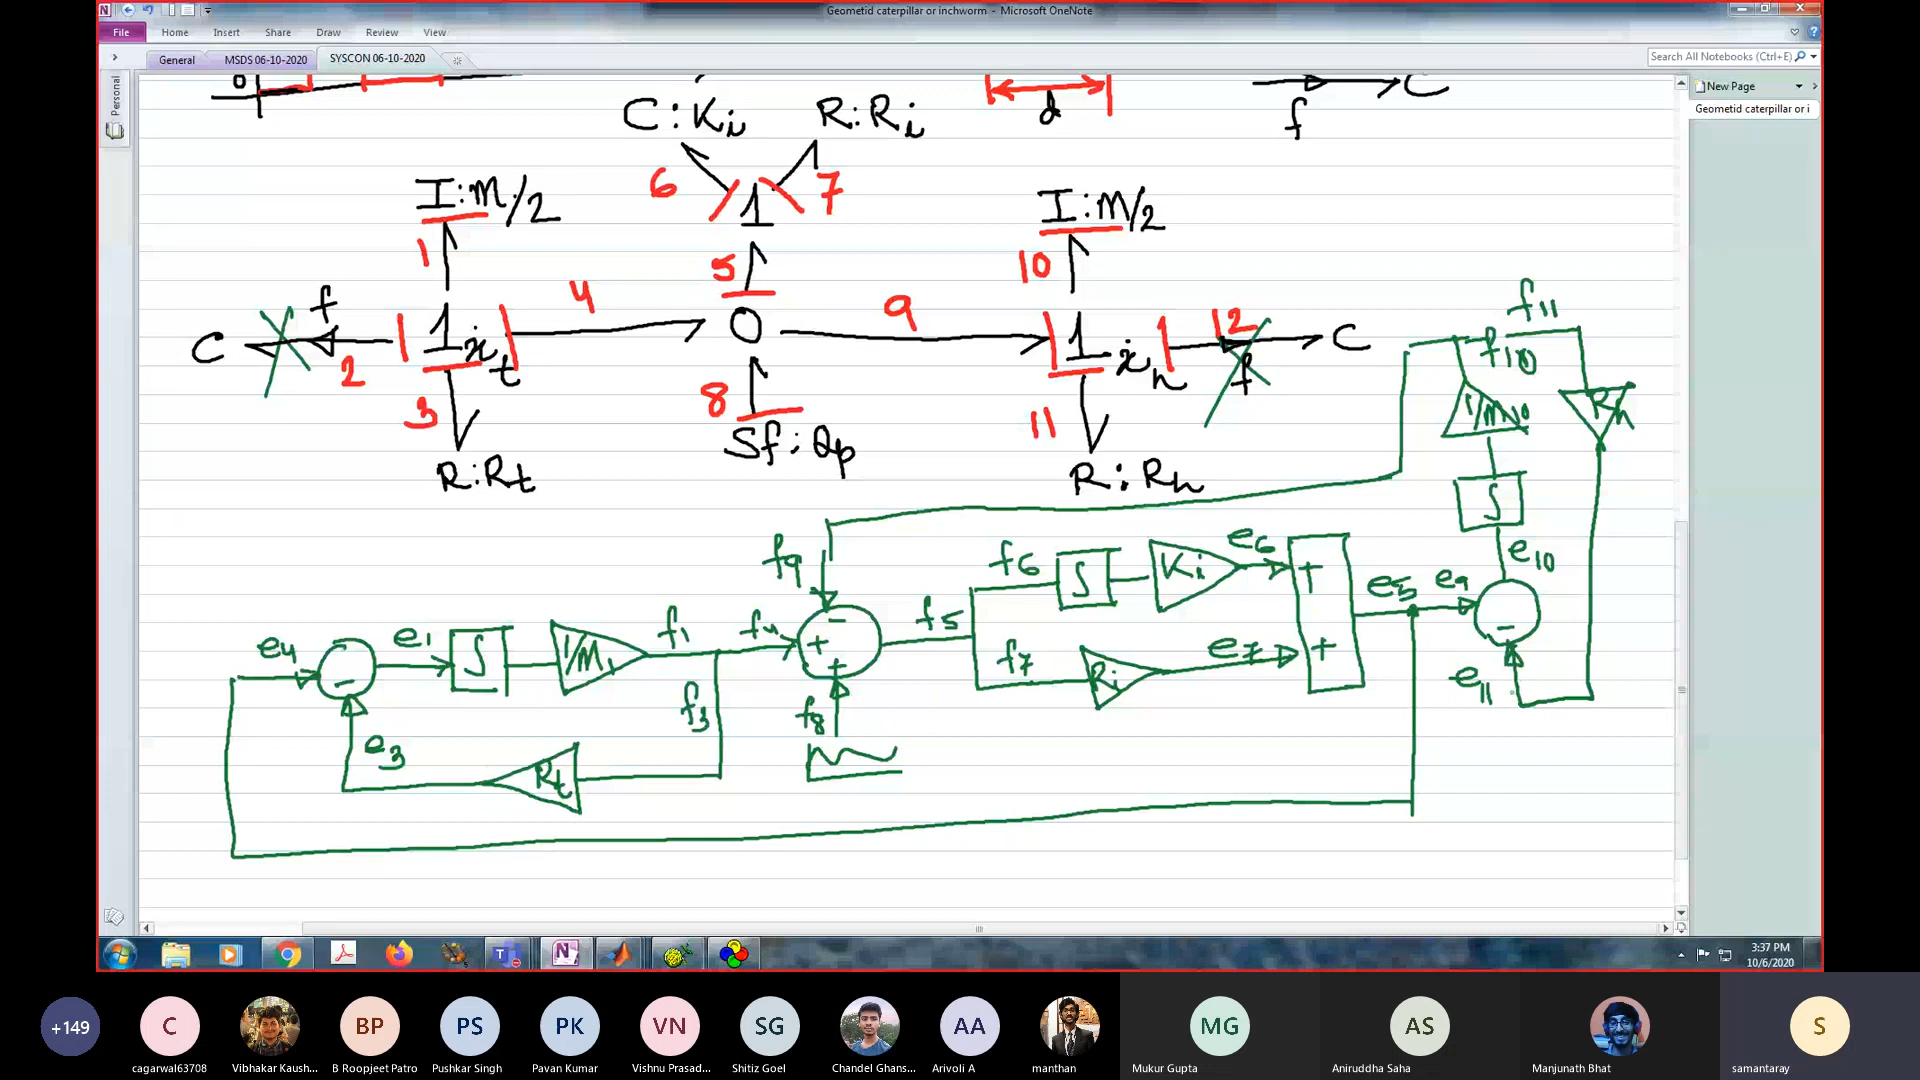 Geometid caterpillar or inchworm - Microsoft OneNote
File Home Insert Share Draw Review View
General MSDS 06-10-2020 SYSCON 06-10-2020
Search All Notebooks (Ctrl+E)
Personal
New Page
Geometid caterpillar or i
0
d
f
C
C : Ki
R : Ri
6
7
1
I : M/2
I : M/2
1
5
10
4
9
f
12
C
2
1 ẋt
0
1 ẋh
f
C
3
8
11
R : Rt
Sf : Qp
R : Rh
f11
f10
1/M10
Rh
∫
f9
f6
∫
Ki
e6
e10
+
e5
e9
e4
e1
∫
1/M1
f1
f4
-
+
+
f5
f7
Ri
e7
+
-
e11
-
f3
f8
e3
Rt
3:37 PM
10/6/2020
+149
C
BP
PS
PK
VN
SG
AA
MG
AS
S
cagarwal63708
Vibhakar Kaush...
B Roopjeet Patro
Pushkar Singh
Pavan Kumar
Vishnu Prasad...
Shitiz Goel
Chandel Ghans...
Arivoli A
manthan
Mukur Gupta
Aniruddha Saha
Manjunath Bhat
samantaray